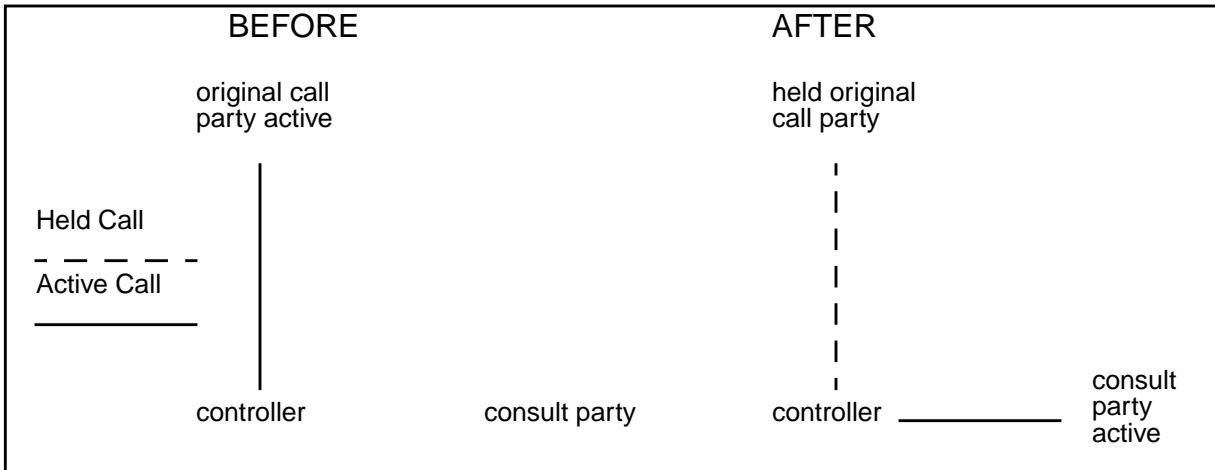 BEFORE
AFTER
original call
party active
held original
call party
Held Call
Active Call
controller
consult party
controller
consult
party
active